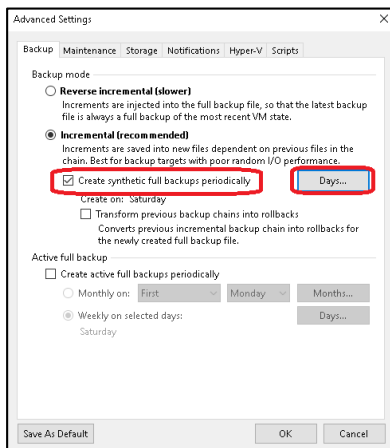 Advanced Settings
Backup Maintenance Storage Notifications Hyper-V Scripts
Backup mode
Reverse incremental (slower)
Increments are injected into the full backup file, so that the latest backup
file is always a full backup of the most recent VM state.
Incremental (recommended)
Increments are saved into new files dependent on previous files in the
chain. Best for backup targets with poor random I/O performance.
Create synthetic full backups periodically Days...
Create on: Saturday
Transform previous backup chains into rollbacks
Converts previous incremental backup chain into rollbacks for
the newly created full backup file.
Active full backup
Create active full backups periodically
Monthly on: First Monday Months...
Weekly on selected days: Days...
Saturday
Save As Default OK Cancel